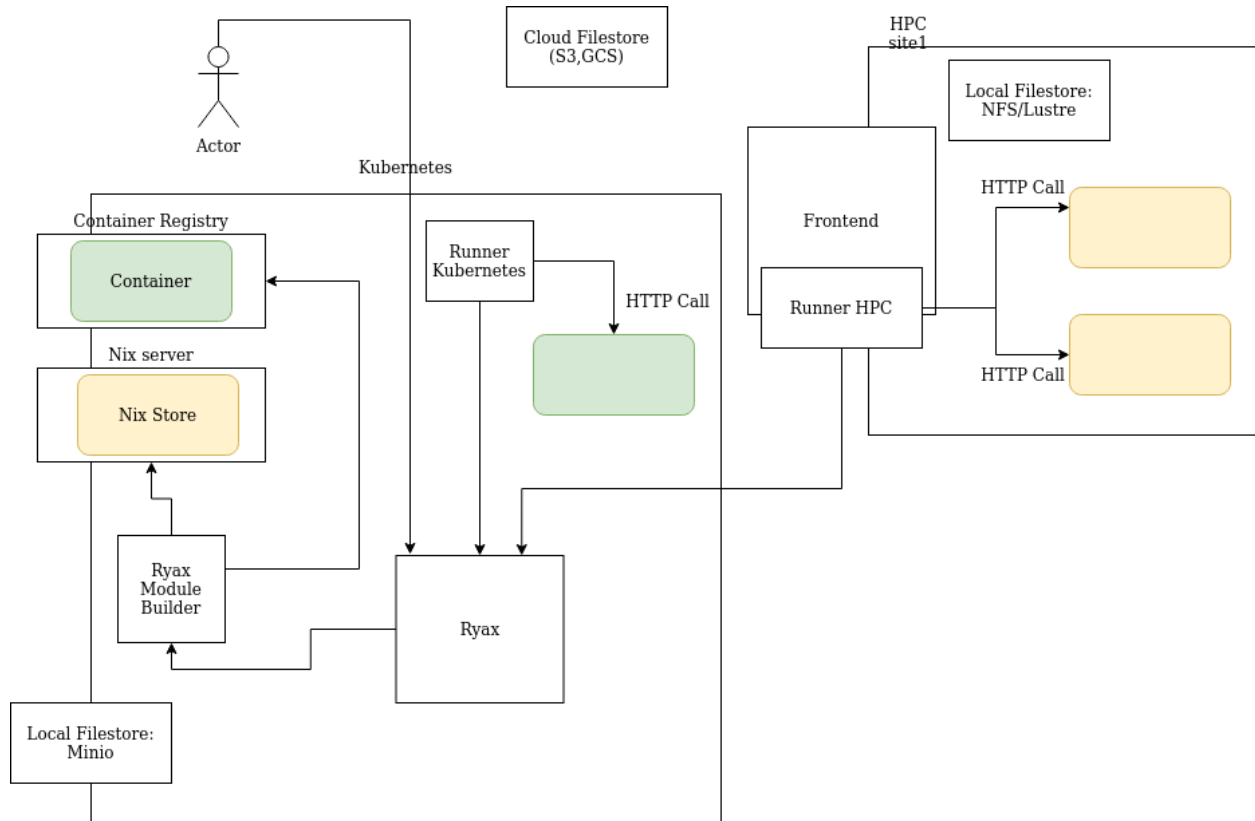 Cloud Filestore
(S3,GCS)
HPC
site1
Local Filestore:
NFS/Lustre
Actor
Kubernetes
Container Registry
Container
Runner
Kubernetes
HTTP Call
Frontend
Runner HPC
HTTP Call
HTTP Call
Nix server
Nix Store
Ryax
Module
Builder
Ryax
Local Filestore:
Minio